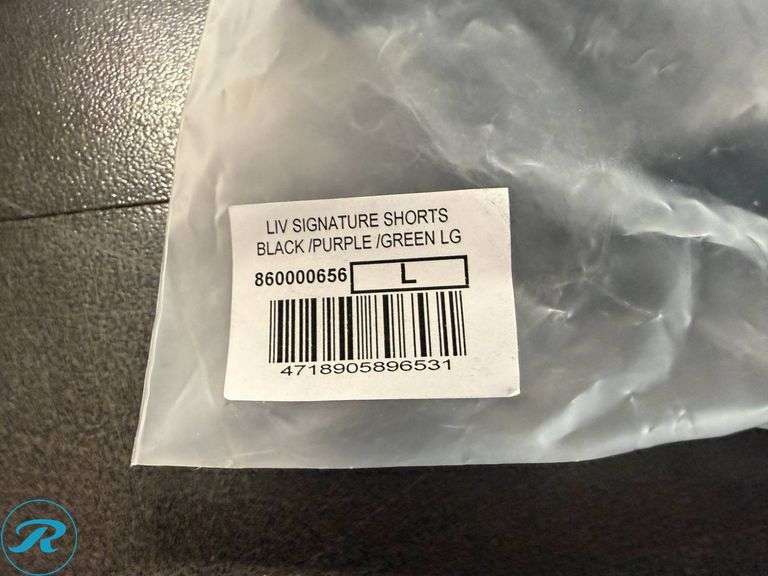 LIV SIGNATURE SHORTS
BLACK /PURPLE /GREEN LG
860000656 L
4718905896531
R